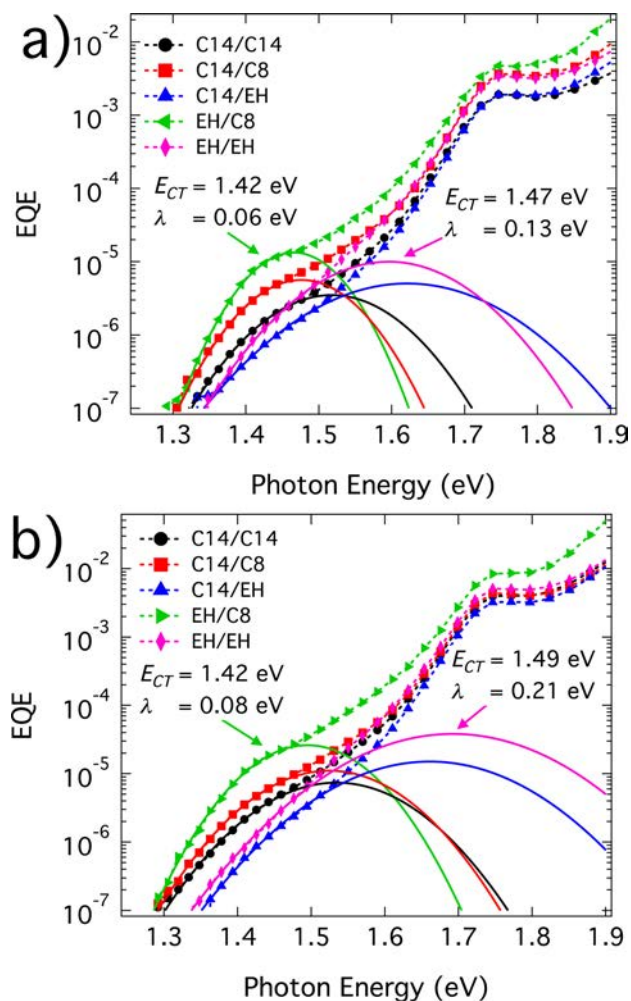 a)
C14/C14
C14/C8
C14/EH
EH/C8
EH/EH
E_CT = 1.42 eV
λ = 0.06 eV
E_CT = 1.47 eV
λ = 0.13 eV
EQE
10^-2
10^-3
10^-4
10^-5
10^-6
10^-7
1.3 1.4 1.5 1.6 1.7 1.8 1.9
Photon Energy (eV)
b)
C14/C14
C14/C8
C14/EH
EH/C8
EH/EH
E_CT = 1.42 eV
λ = 0.08 eV
E_CT = 1.49 eV
λ = 0.21 eV
EQE
10^-2
10^-3
10^-4
10^-5
10^-6
10^-7
1.3 1.4 1.5 1.6 1.7 1.8 1.9
Photon Energy (eV)